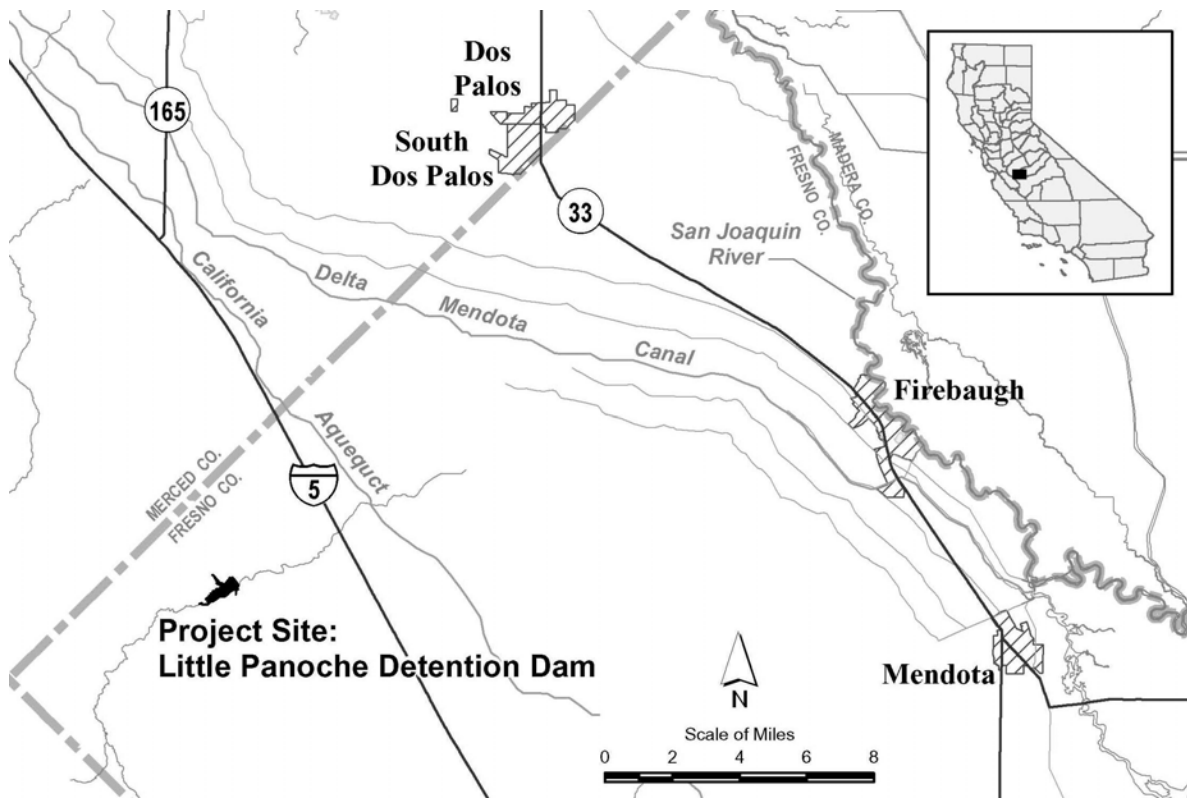 Dos
Palos
165
South
Dos Palos
33
MADERA CO.
FRESNO CO.
San Joaquin
River
California
Delta
Mendota
Canal
Firebaugh
Aquequct
MERCED CO.
FRESNO CO.
5
Project Site:
Little Panoche Detention Dam
Mendota
N
Scale of Miles
0 2 4 6 8